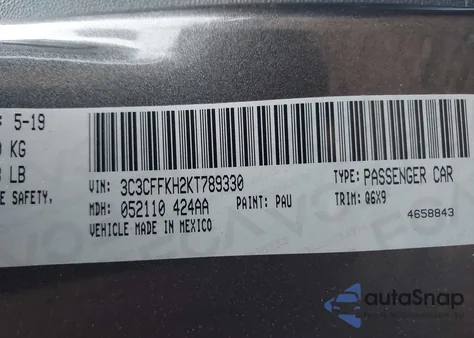 5-19
KG
LB
E SAFETY,
VIN: 3C3CFFKH2KT789330
TYPE: PASSENGER CAR
MDH: 052110 424AA
PAINT: PAU
TRIM: Q6X9
VEHICLE MADE IN MEXICO
4658843
autoSnap